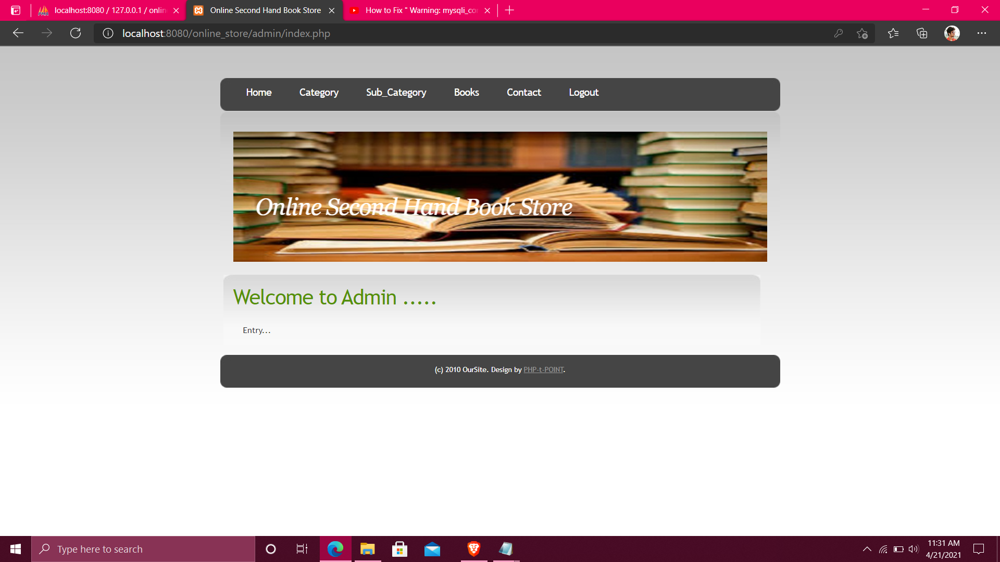 localhost:8080 / 127.0.0.1 / onlin
Online Second Hand Book Store
How to Fix " Warning: mysqli_cor
localhost:8080/online_store/admin/index.php
Home Category Sub_Category Books Contact Logout
Online Second Hand Book Store
Welcome to Admin .....
Entry...
(c) 2010 OurSite. Design by PHP-t-POINT.
Type here to search
11:31 AM
4/21/2021